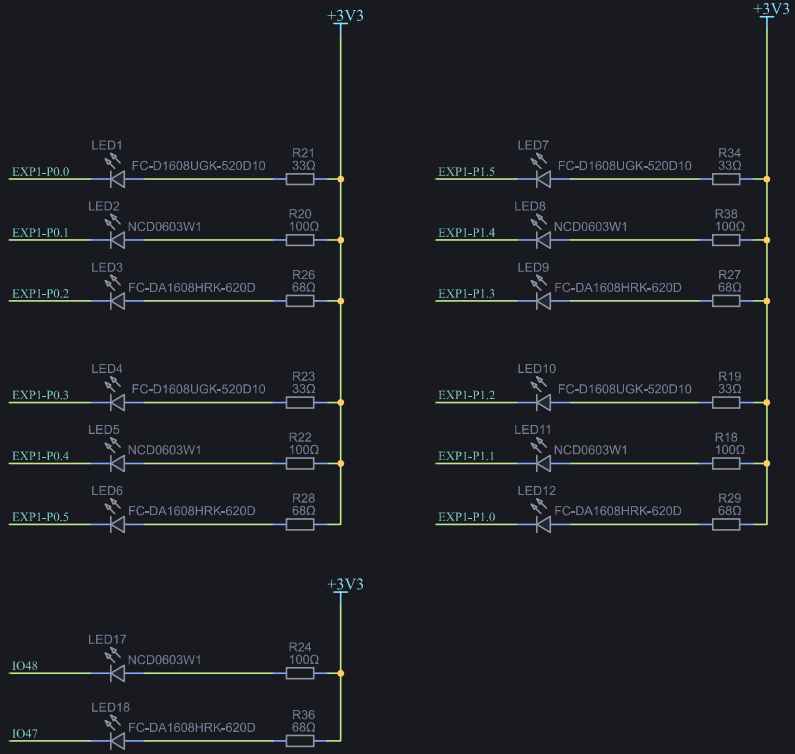 +3V3
LED1
FC-D1608UGK-520D10
R21
33Ω
EXP1-P0.0
LED2
NCD0603W1
R20
100Ω
EXP1-P0.1
LED3
FC-DA1608HRK-620D
R26
68Ω
EXP1-P0.2
LED4
FC-D1608UGK-520D10
R23
33Ω
EXP1-P0.3
LED5
NCD0603W1
R22
100Ω
EXP1-P0.4
LED6
FC-DA1608HRK-620D
R28
68Ω
EXP1-P0.5
+3V3
LED7
FC-D1608UGK-520D10
R34
33Ω
EXP1-P1.5
LED8
NCD0603W1
R38
100Ω
EXP1-P1.4
LED9
FC-DA1608HRK-620D
R27
68Ω
EXP1-P1.3
LED10
FC-D1608UGK-520D10
R19
33Ω
EXP1-P1.2
LED11
NCD0603W1
R18
100Ω
EXP1-P1.1
LED12
FC-DA1608HRK-620D
R29
68Ω
EXP1-P1.0
+3V3
LED17
NCD0603W1
R24
100Ω
IO48
LED18
FC-DA1608HRK-620D
R36
68Ω
IO47